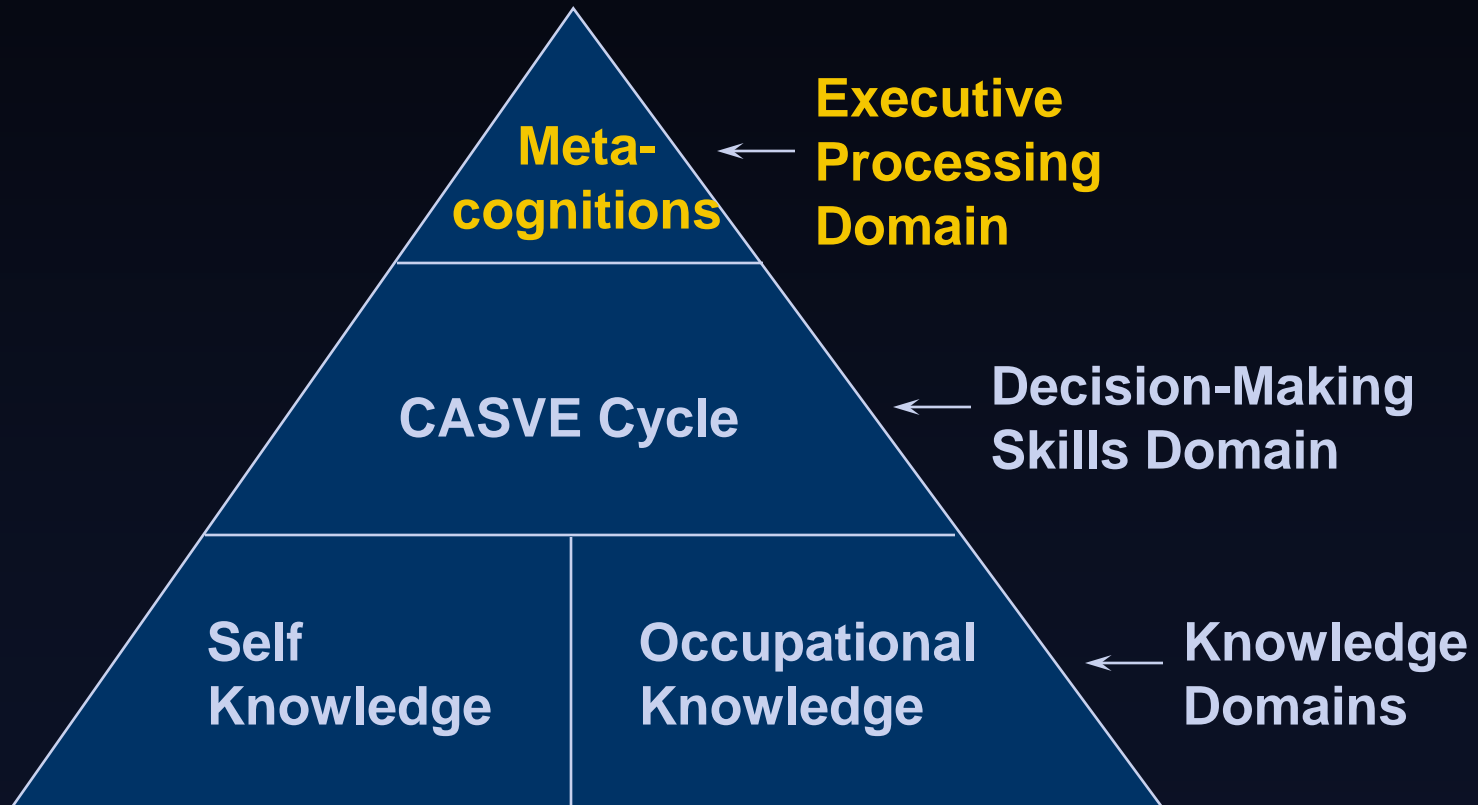 Meta-
cognitions
Executive
Processing
Domain
CASVE Cycle
Decision-Making
Skills Domain
Self
Knowledge
Occupational
Knowledge
Knowledge
Domains